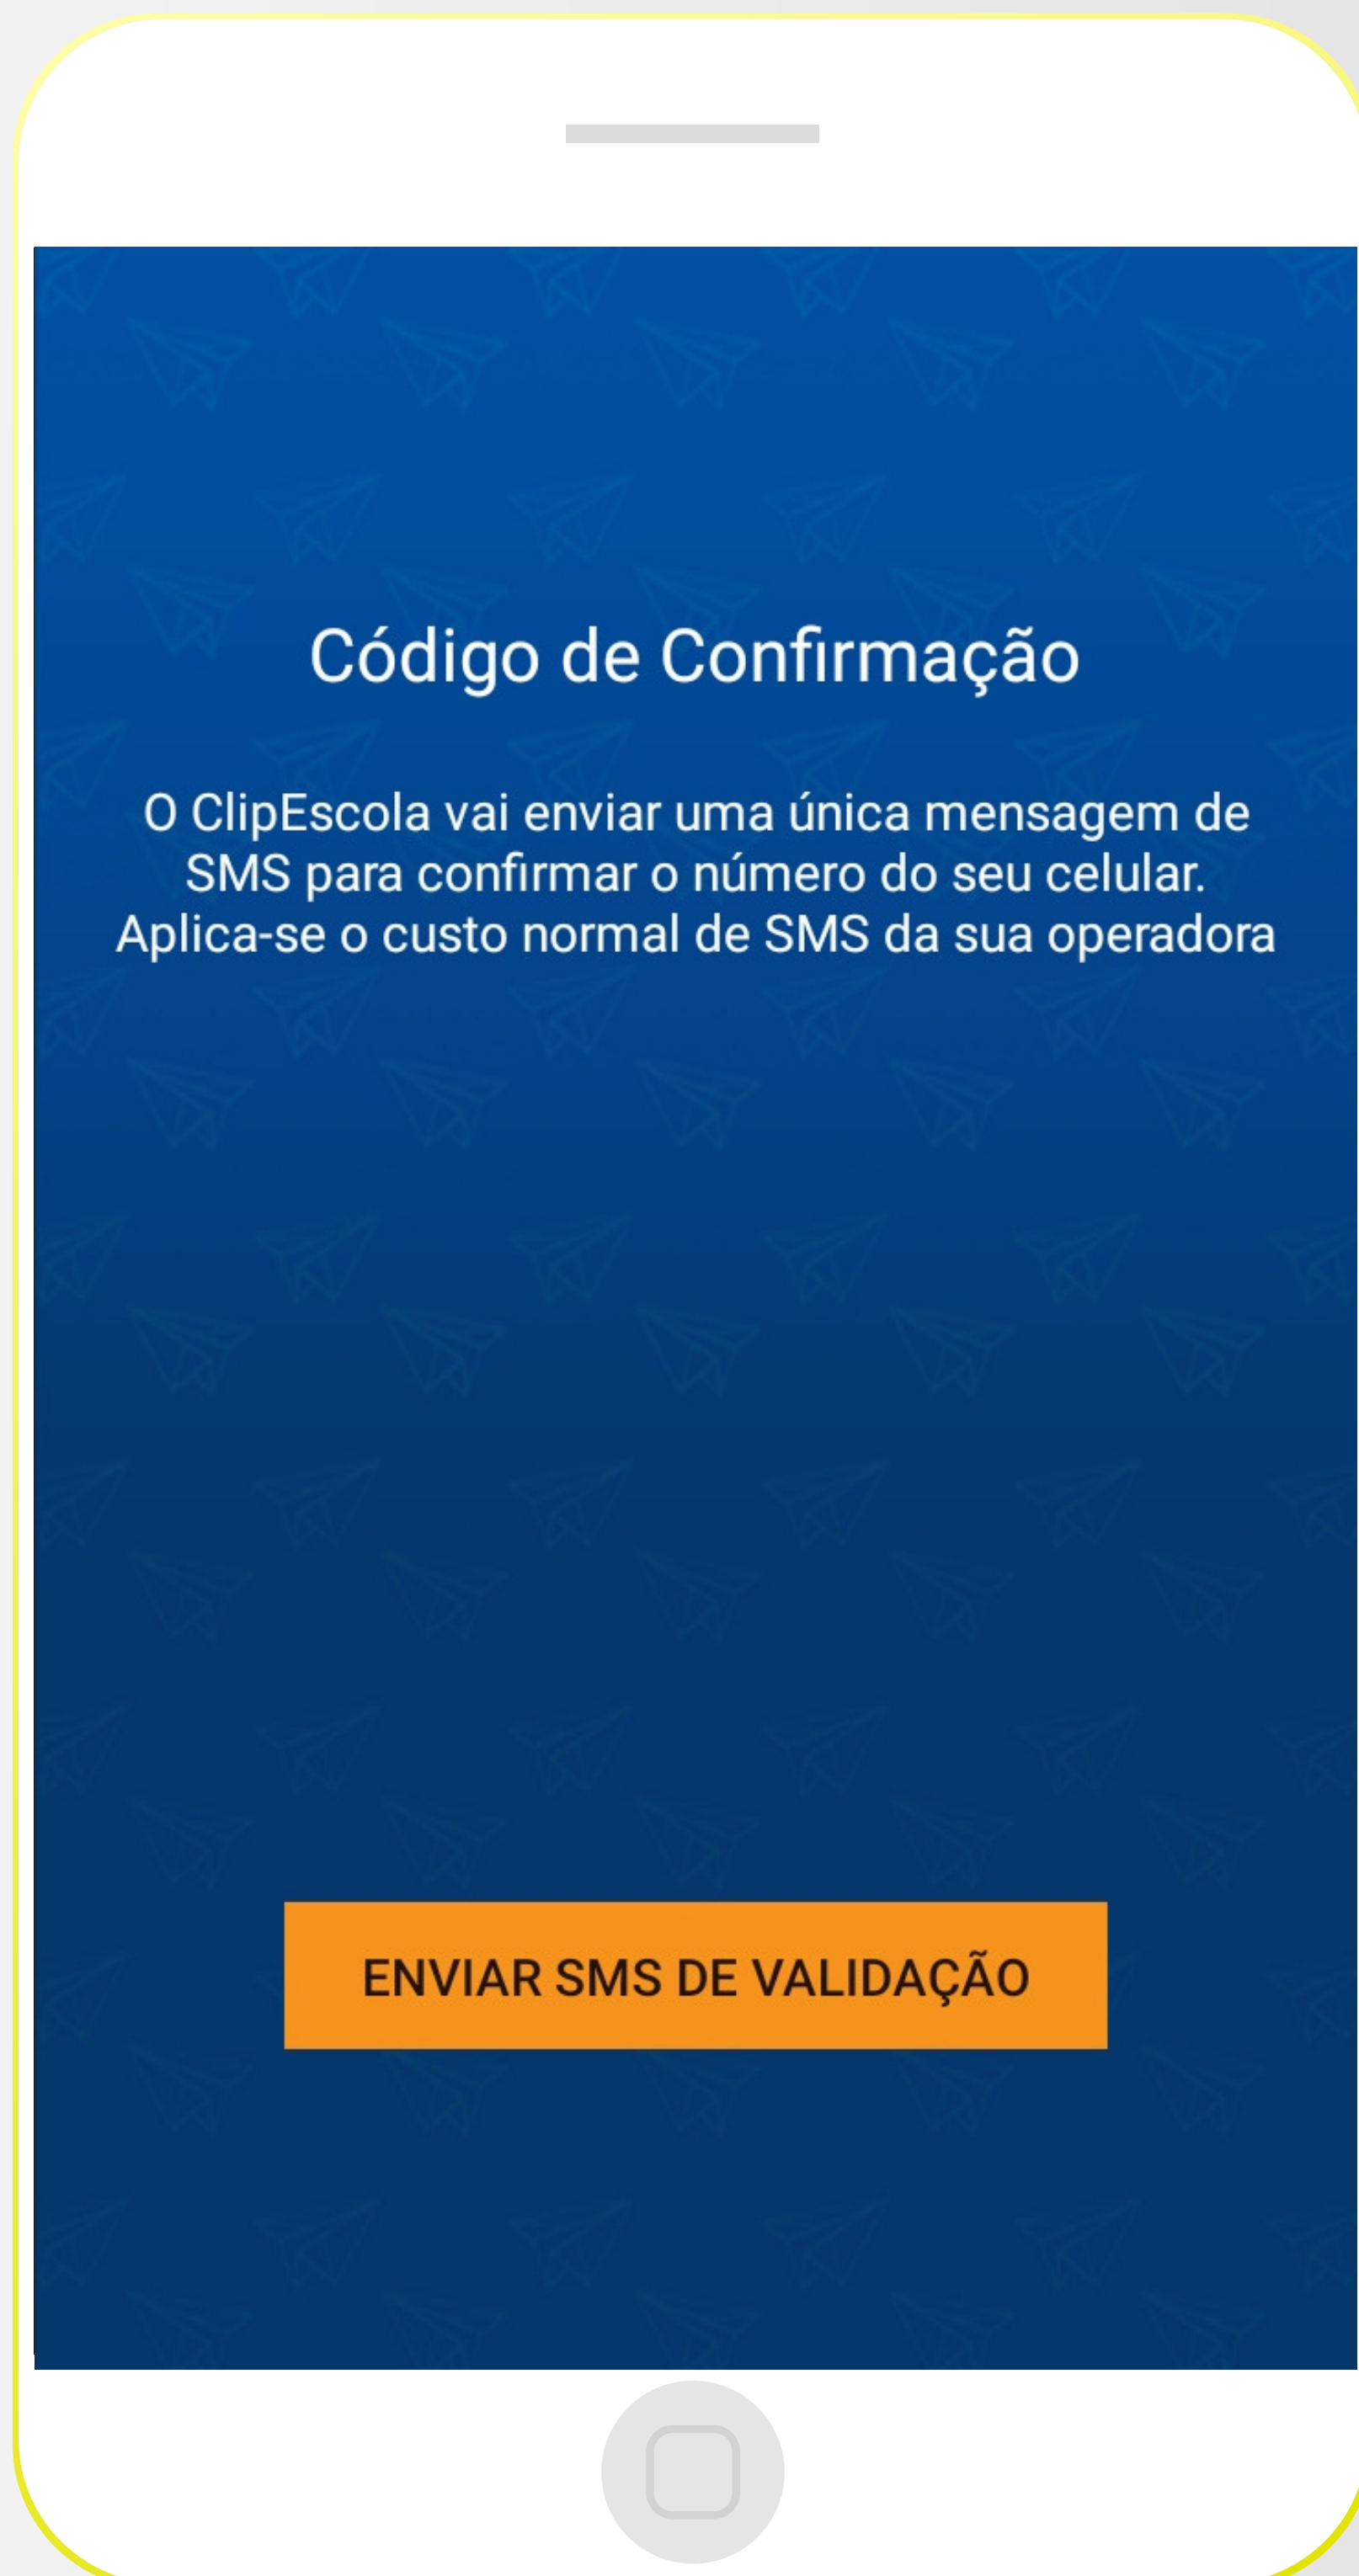 Código de Confirmação
O ClipEscola vai enviar uma única mensagem de
SMS para confirmar o número do seu celular.
Aplica-se o custo normal de SMS da sua operadora
ENVIAR SMS DE VALIDAÇÃO